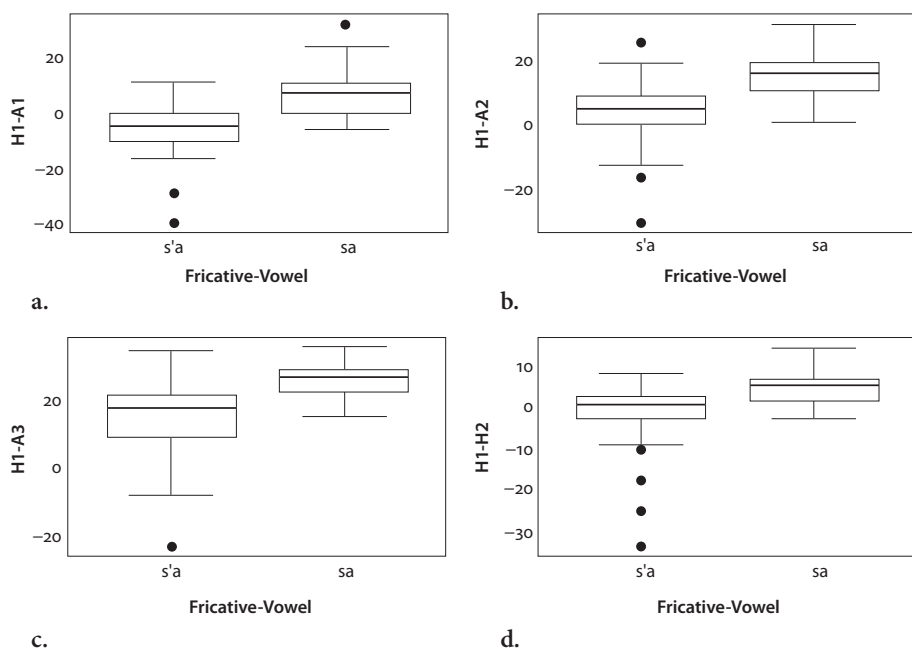 20
0
−20
−40
H1-A1
s'a
sa
Fricative-Vowel
a.
20
0
−20
H1-A2
s'a
sa
Fricative-Vowel
b.
20
0
−20
H1-A3
s'a
sa
Fricative-Vowel
c.
10
0
−10
−20
−30
H1-H2
s'a
sa
Fricative-Vowel
d.